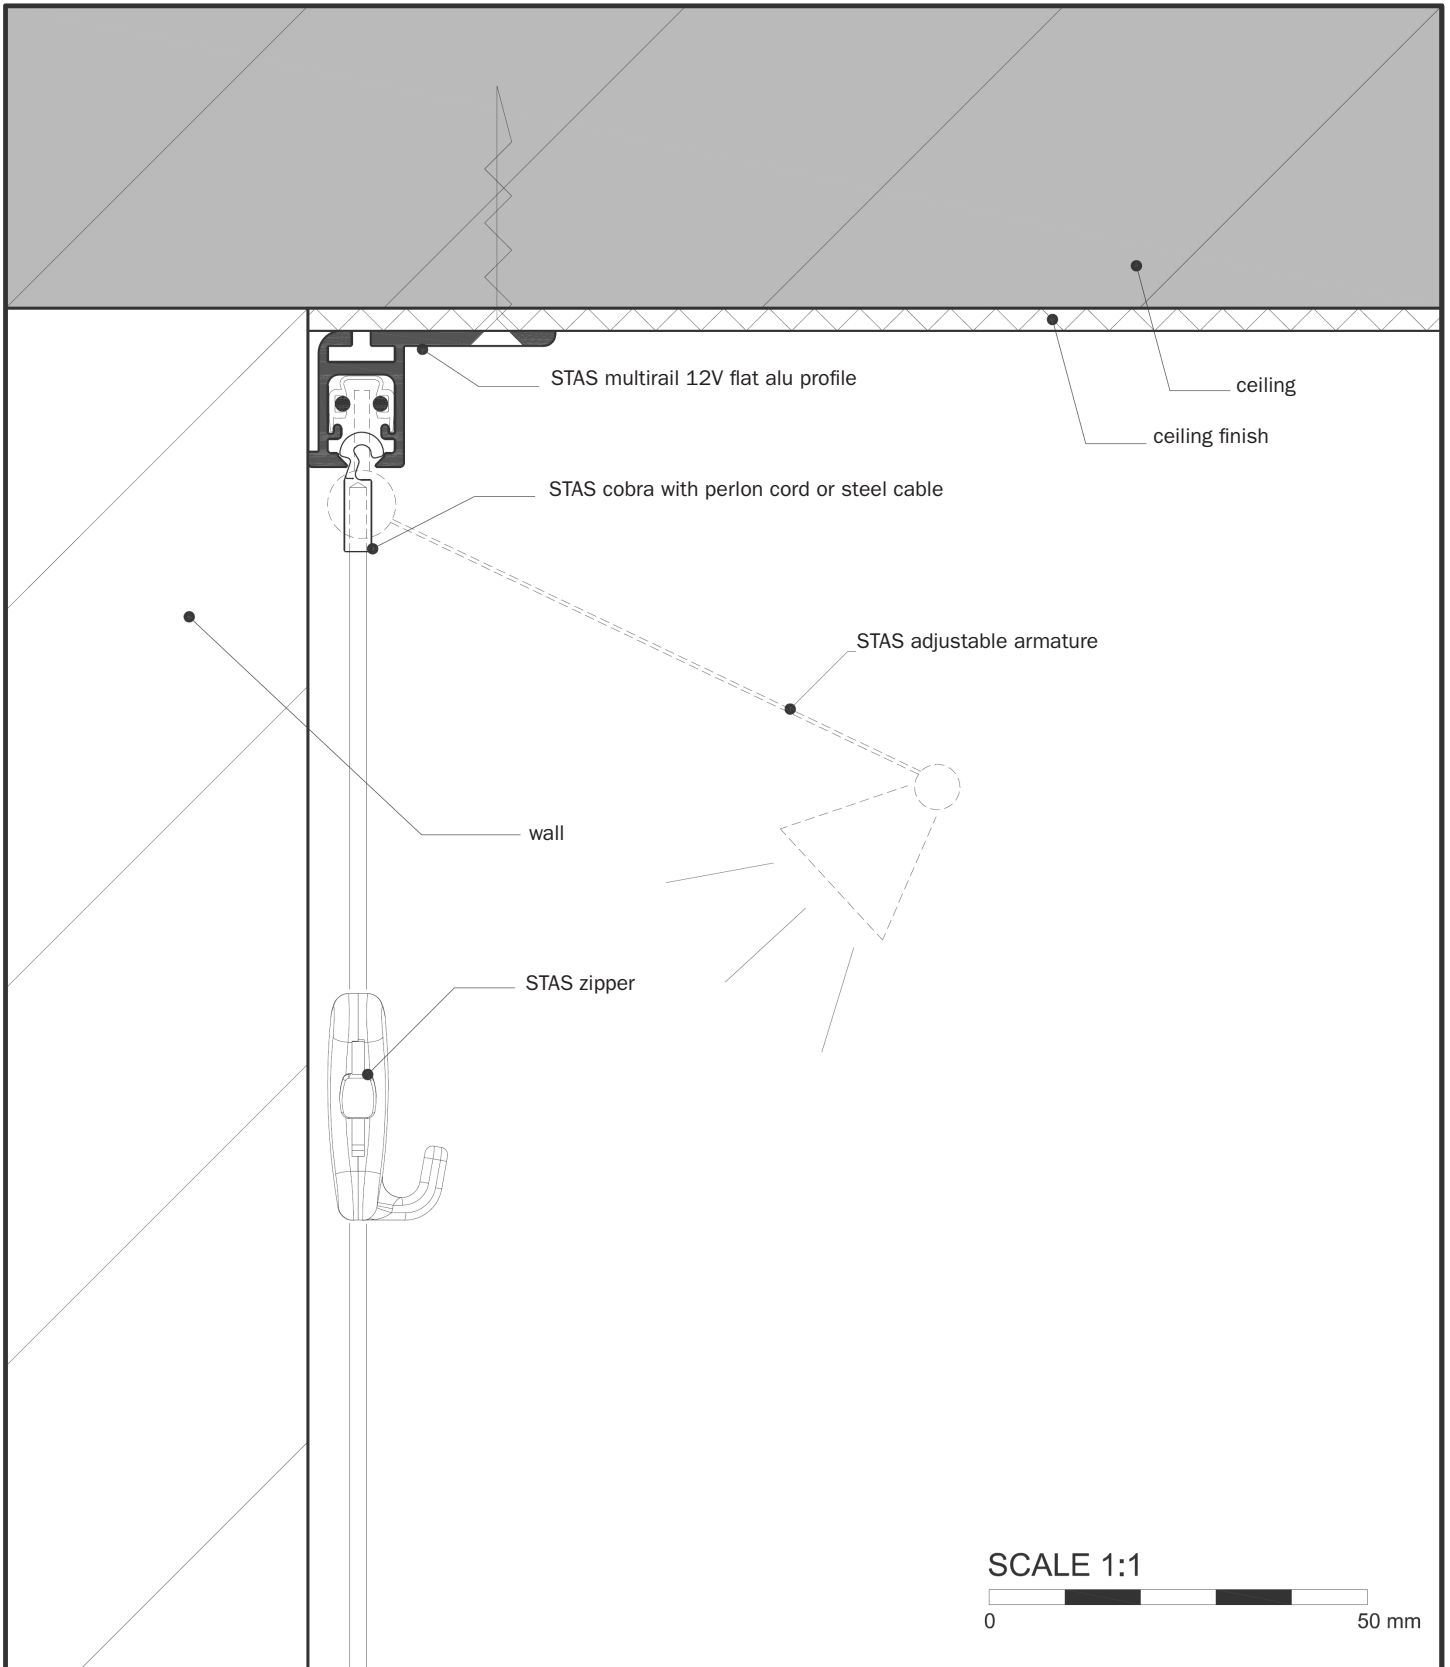 STAS multirail 12V flat alu profile
ceiling
ceiling finish
STAS cobra with perlon cord or steel cable
STAS adjustable armature
wall
STAS zipper
SCALE 1:1
0 50 mm